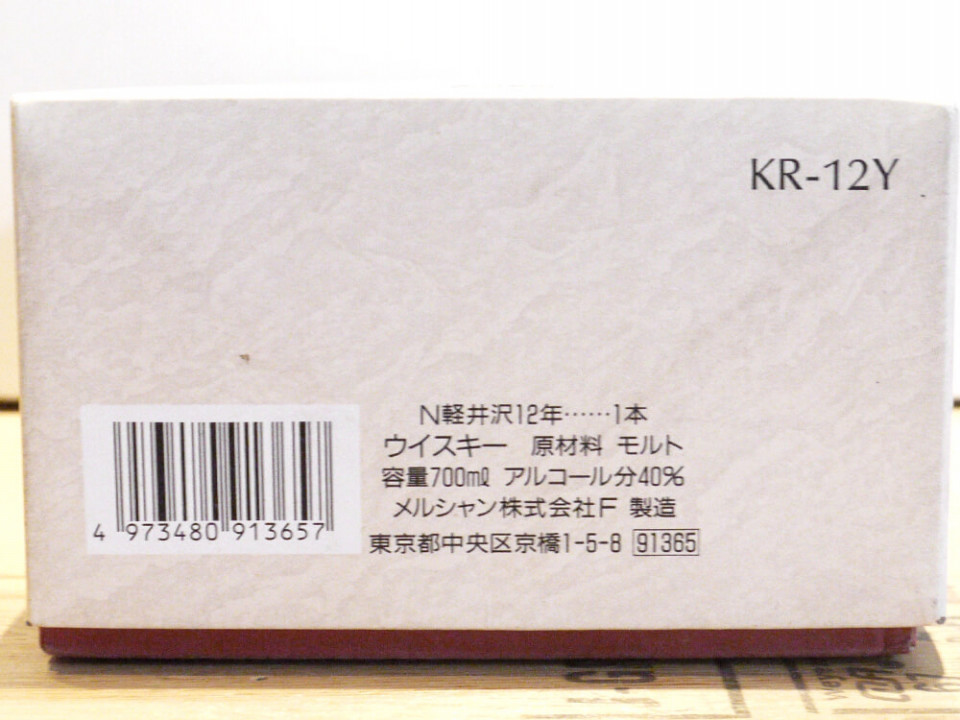 KR-12Y
N軽井沢12年……1本
ウイスキー 原材料 モルト
容量700mℓ アルコール分40%
メルシャン株式会社F 製造
東京都中央区京橋1-5-8 91365
4 973480 913657